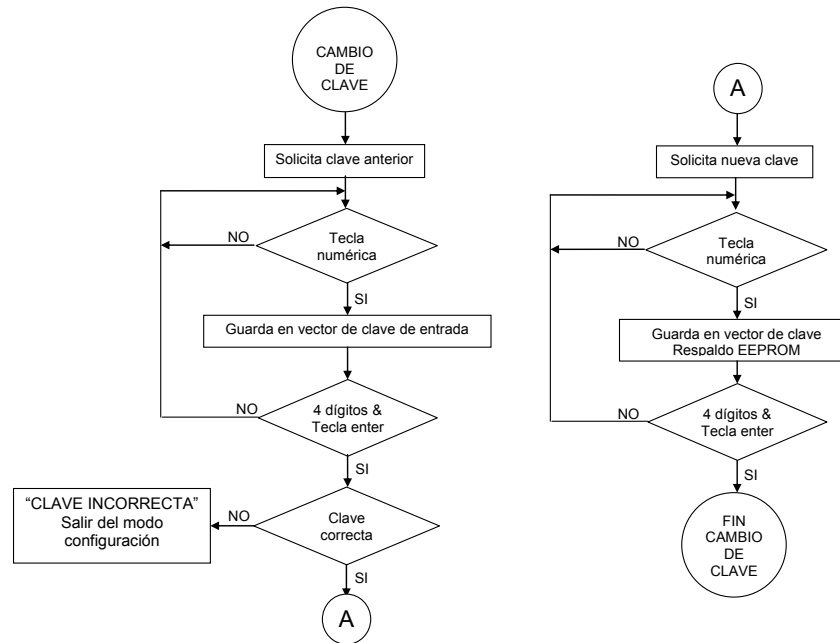 CAMBIO
DE
CLAVE
Solicita clave anterior
Tecla
numérica
NO
SI
Guarda en vector de clave de entrada
4 dígitos &
Tecla enter
NO
SI
Clave
correcta
NO
“CLAVE INCORRECTA”
Salir del modo
configuración
SI
A
A
Solicita nueva clave
Tecla
numérica
NO
SI
Guarda en vector de clave
Respaldo EEPROM
4 dígitos &
Tecla enter
NO
SI
FIN
CAMBIO
DE
CLAVE